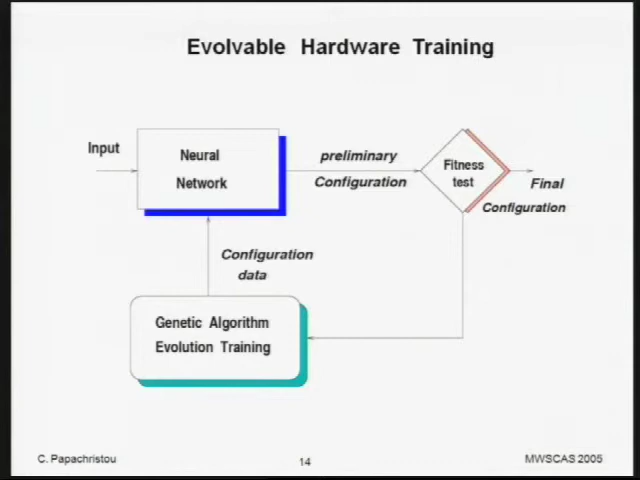 Evolvable Hardware Training
Input
Neural
Network
preliminary
Configuration
Fitness
test
Final
Configuration
Configuration
data
Genetic Algorithm
Evolution Training
C. Papachristou
14
MWSCAS 2005